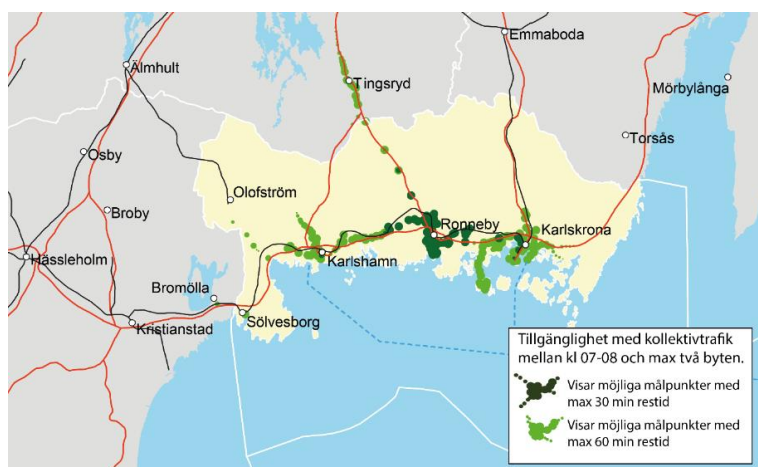 Emmaboda
Älmhult
Tingsryd
Mörbylånga
Torsås
Osby
Olofström
Broby
Ronneby
Karlskrona
Hässleholm
Karlshamn
Bromölla
Sölvesborg
Kristianstad
Tillgänglighet med kollektivtrafik
mellan kl 07-08 och max två byten.
Visar möjliga målpunkter med
max 30 min restid
Visar möjliga målpunkter med
max 60 min restid